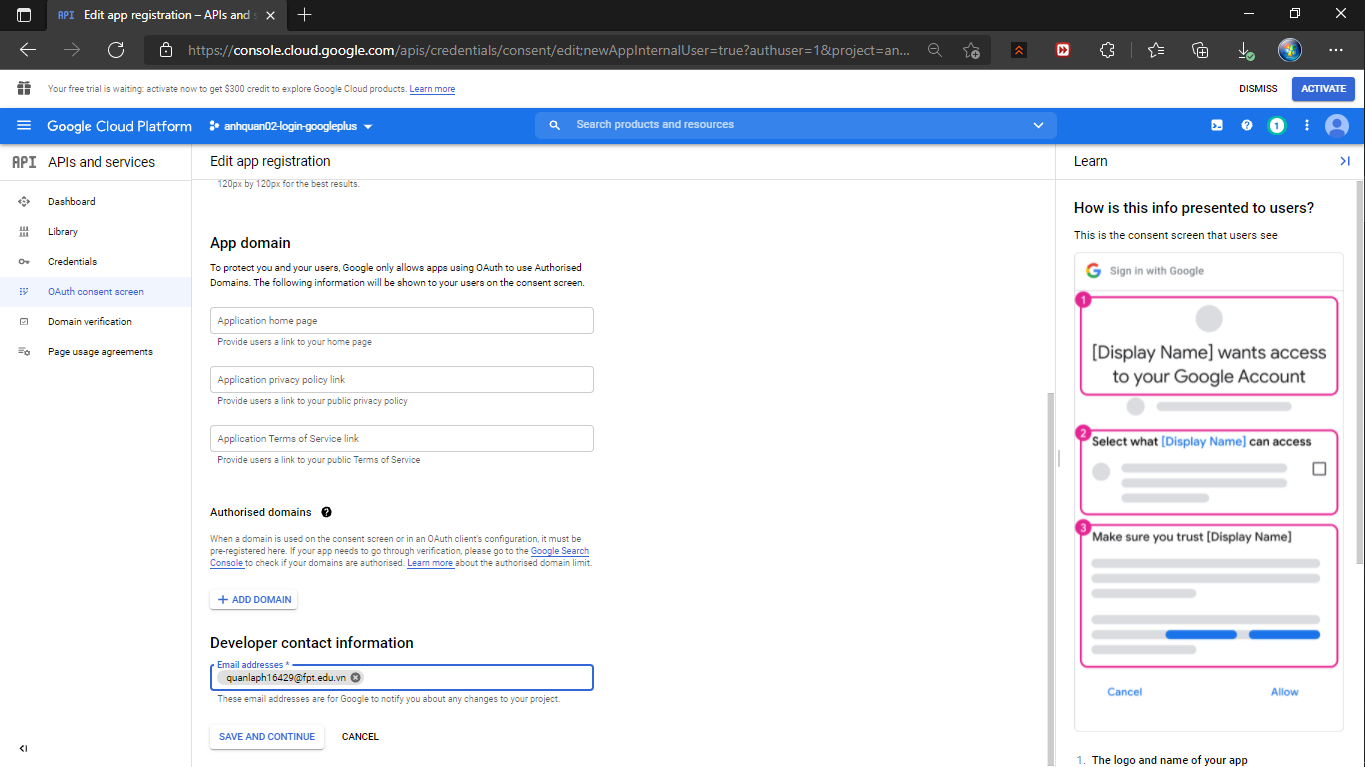 API Edit app registration – APIs and s
https://console.cloud.google.com/apis/credentials/consent/edit;newAppInternalUser=true?authuser=1&project=an...
Your free trial is waiting: activate now to get $300 credit to explore Google Cloud products. Learn more
DISMISS
ACTIVATE
Google Cloud Platform
anhquan02-login-googleplus
Search products and resources
1
API APIs and services
Dashboard
Library
Credentials
OAuth consent screen
Domain verification
Page usage agreements
Edit app registration
120px by 120px for the best results.
App domain
To protect you and your users, Google only allows apps using OAuth to use Authorised
Domains. The following information will be shown to your users on the consent screen.
Application home page
Provide users a link to your home page
Application privacy policy link
Provide users a link to your public privacy policy
Application Terms of Service link
Provide users a link to your public Terms of Service
Authorised domains ?
When a domain is used on the consent screen or in an OAuth client's configuration, it must be
pre-registered here. If your app needs to go through verification, please go to the Google Search
Console to check if your domains are authorised. Learn more about the authorised domain limit.
+ ADD DOMAIN
Developer contact information
Email addresses *
quanlaph16429@fpt.edu.vn
These email addresses are for Google to notify you about any changes to your project.
SAVE AND CONTINUE
CANCEL
Learn
How is this info presented to users?
This is the consent screen that users see
G Sign in with Google
1
[Display Name] wants access
to your Google Account
2
Select what [Display Name] can access
3
Make sure you trust [Display Name]
Cancel
Allow
1. The logo and name of your app